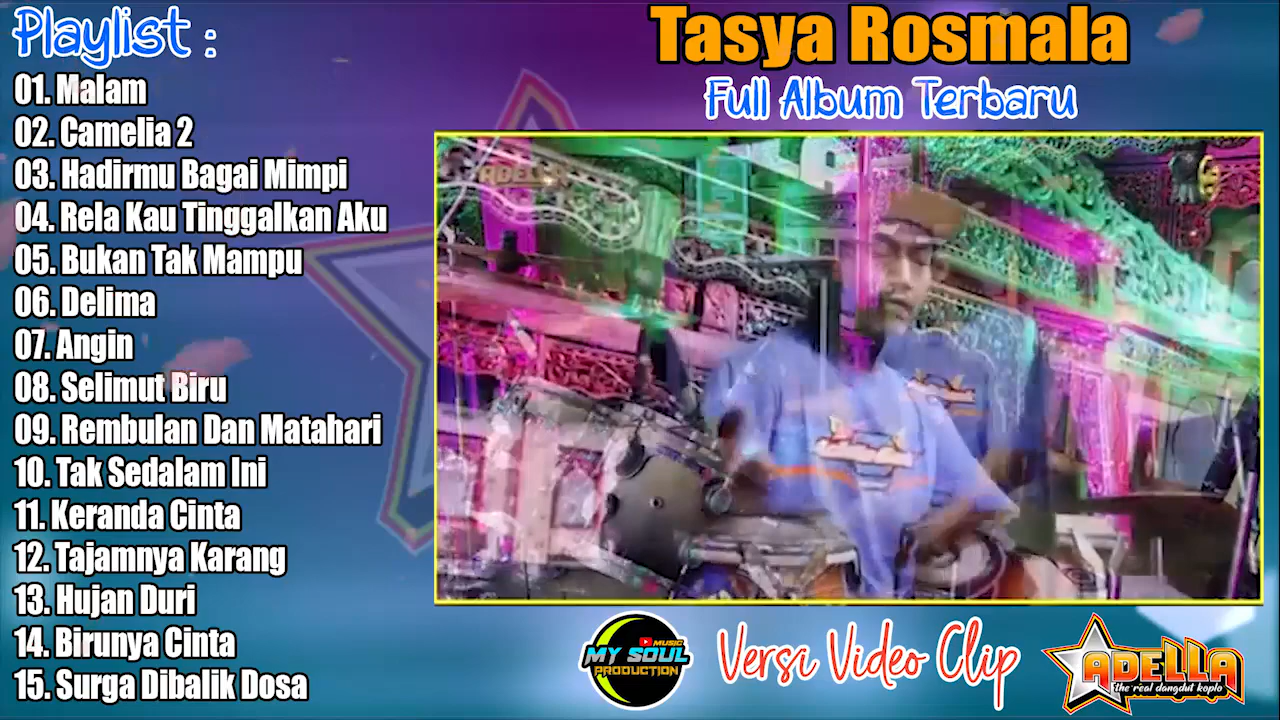 Playlist :
01. Malam
02. Camelia 2
03. Hadirmu Bagai Mimpi
04. Rela Kau Tinggalkan Aku
05. Bukan Tak Mampu
06. Delima
07. Angin
08. Selimut Biru
09. Rembulan Dan Matahari
10. Tak Sedalam Ini
11. Keranda Cinta
12. Tajamnya Karang
13. Hujan Duri
14. Birunya Cinta
15. Surga Dibalik Dosa
Tasya Rosmala
Full Album Terbaru
ADELLA
MUSIC
MY SOUL
PRODUCTION
Versi Video Clip
ADELLA
the real dangdut koplo